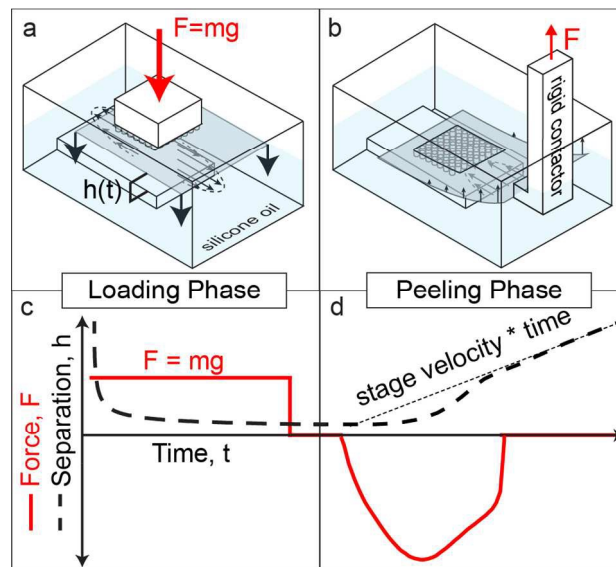 a
F=mg
h(t)
silicone oil
b
F
rigid contactor
Loading Phase
Peeling Phase
c
F = mg
Time, t
Force, F
Separation, h
d
stage velocity * time